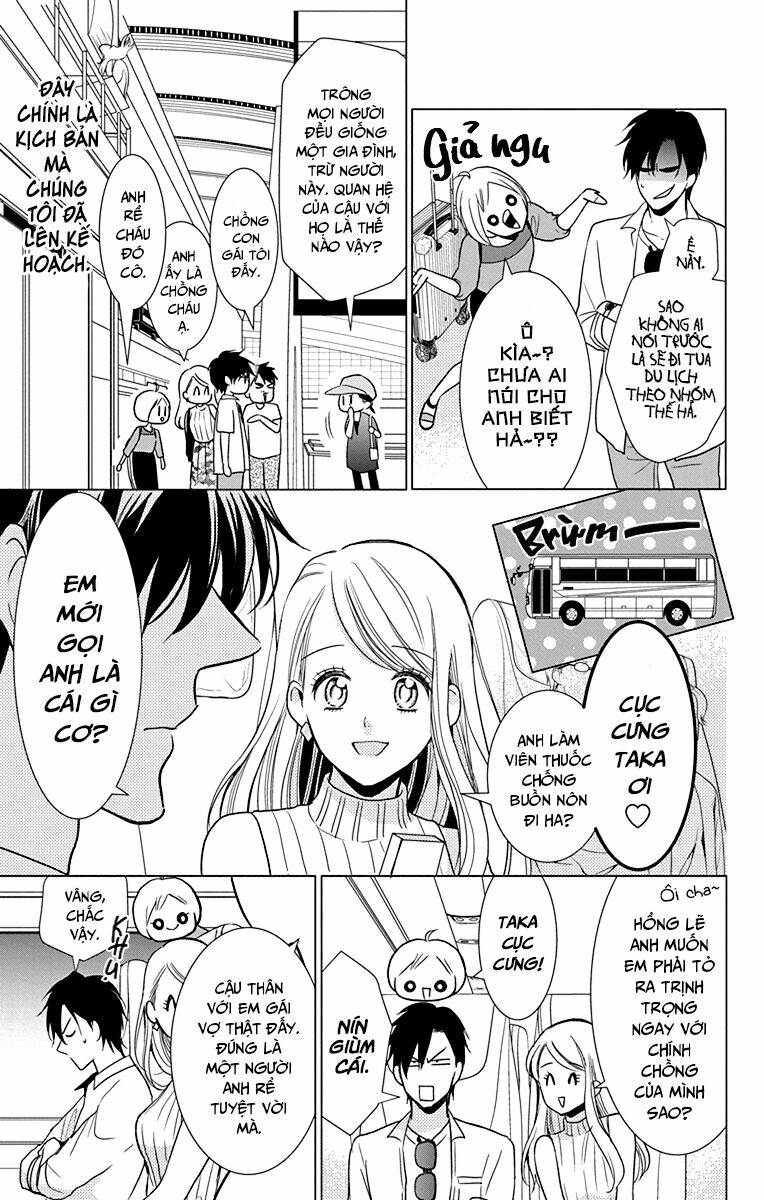 Giả ngu
Ê
NÀY.
SAO
KHÔNG AI
NÓI TRƯỚC
LÀ SẼ ĐI TUA
DU LỊCH
THEO NHÓM
THẾ HẢ.
Ô
KÌA~?
CHƯA AI
NÓI CHO
ANH BIẾT
HẢ~??
TRÔNG
MỌI NGƯỜI
ĐỀU GIỐNG
MỘT GIA ĐÌNH,
TRỪ NGƯỜI
NÀY. QUAN HỆ
CỦA CẬU VỚI
HỌ LÀ THẾ
NÀO VẬY?
CHỒNG
CON
GÁI TÔI
ĐẤY.
ANH
ẤY LÀ
CHỒNG
CHÁU
Ạ.
ANH
RỂ
CHÁU
ĐÓ
CÔ.
ĐÂY
CHÍNH LÀ
KỊCH BẢN
MÀ
CHÚNG
TÔI ĐÃ
LÊN KẾ
HOẠCH.
Brừm
CỤC
CƯNG
TAKA
ƠI
♡
ANH LÀM
VIÊN THUỐC
CHỐNG
BUỒN NÔN
ĐI HA?
EM
MỚI
GỌI
ANH LÀ
CÁI GÌ
CƠ?
Ôi cha~
HỔNG LẼ
ANH MUỐN
EM PHẢI TỎ
RA TRỊNH
TRỌNG
NGAY VỚI
CHÍNH
CHỒNG
CỦA MÌNH
SAO?
TAKA
CỤC
CƯNG!
NÍN
GIÙM
CÁI.
CẬU THÂN
VỚI EM GÁI
VỢ THẬT ĐẤY.
ĐÚNG LÀ
MỘT NGƯỜI
ANH RỂ
TUYỆT VỜI
MÀ.
KHỤ
VÂNG,
CHẮC
VẬY.